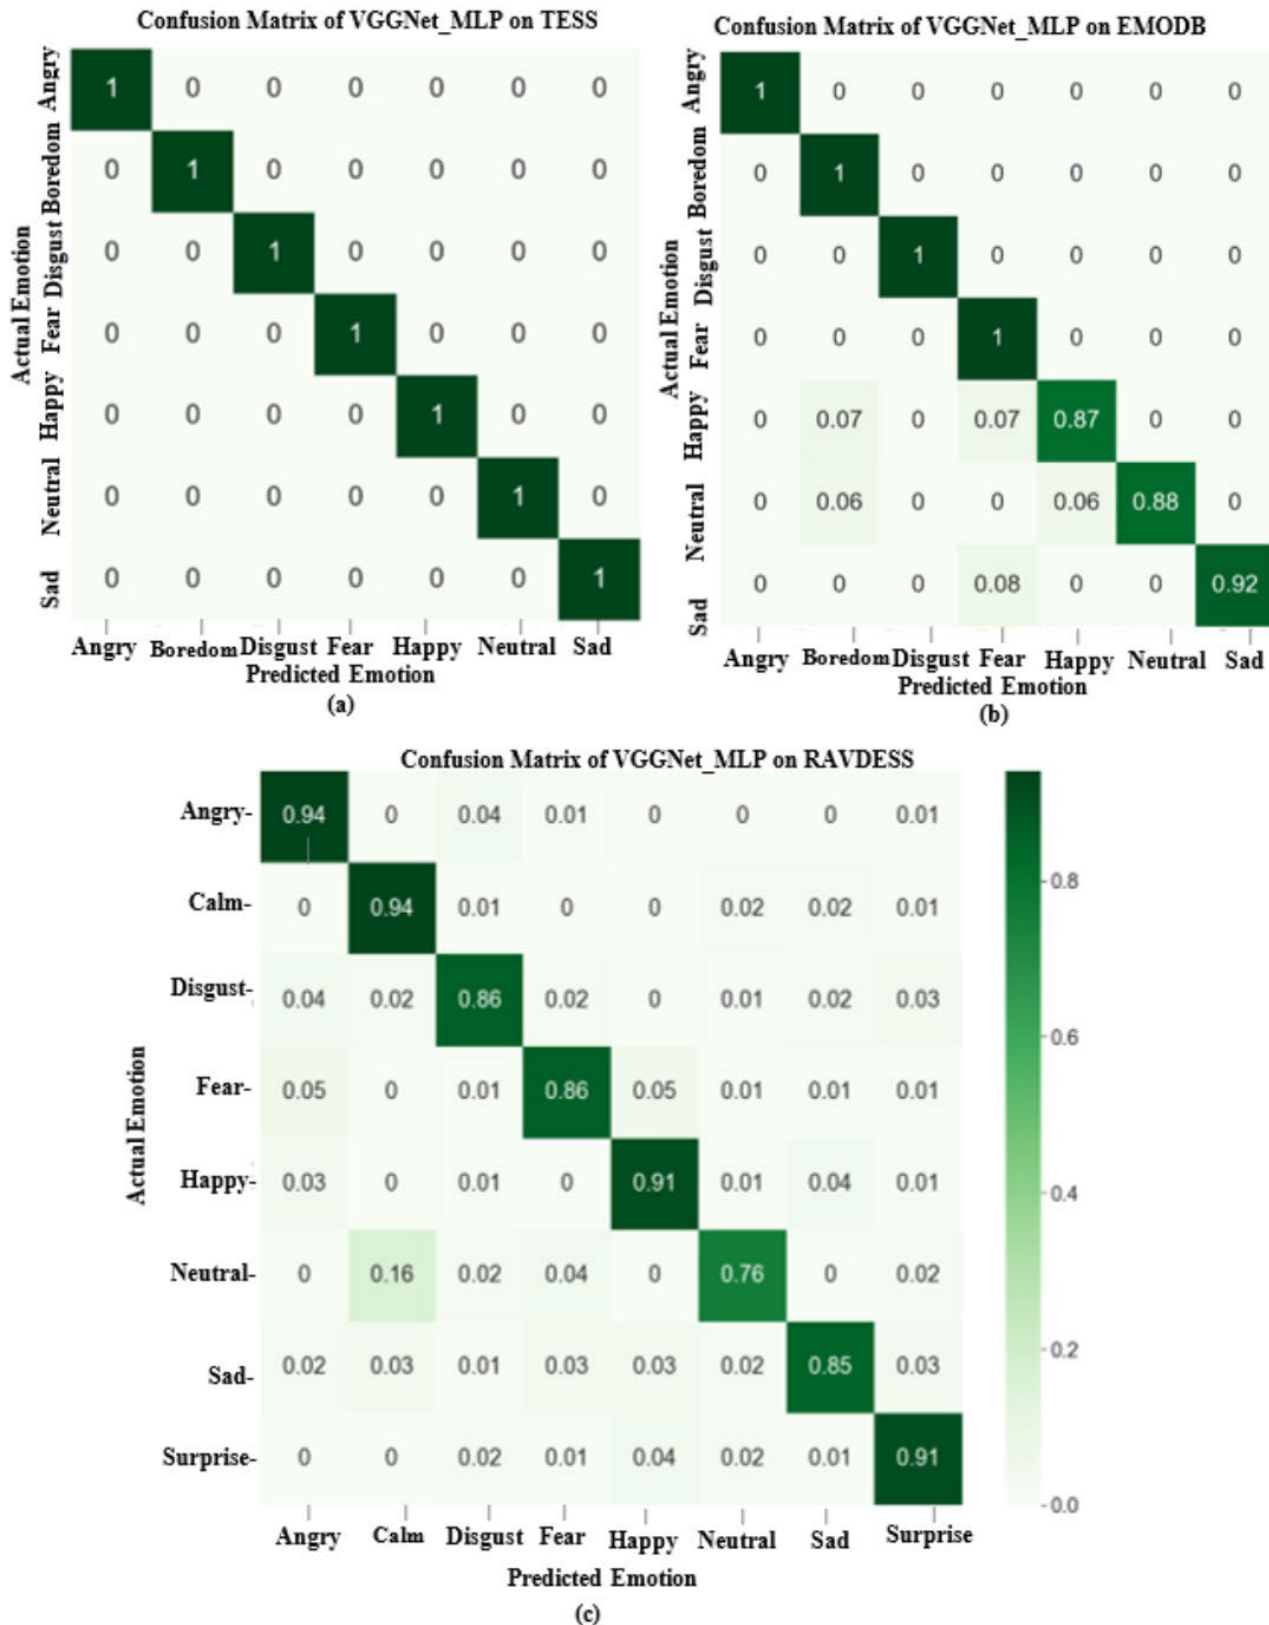 Confusion Matrix of VGGNet_MLP on TESS
Angry 1 0 0 0 0 0 0
Boredom 0 1 0 0 0 0 0
Disgust 0 0 1 0 0 0 0
Fear 0 0 0 1 0 0 0
Happy 0 0 0 0 1 0 0
Neutral 0 0 0 0 0 1 0
Sad 0 0 0 0 0 0 1
Actual Emotion
Angry Boredom Disgust Fear Happy Neutral Sad
Predicted Emotion
(a)
Confusion Matrix of VGGNet_MLP on EMODB
Angry 1 0 0 0 0 0 0
Boredom 0 1 0 0 0 0 0
Disgust 0 0 1 0 0 0 0
Fear 0 0 0 1 0 0 0
Happy 0 0.07 0 0.07 0.87 0 0
Neutral 0 0.06 0 0 0.06 0.88 0
Sad 0 0 0 0.08 0 0 0.92
Actual Emotion
Angry Boredom Disgust Fear Happy Neutral Sad
Predicted Emotion
(b)
Confusion Matrix of VGGNet_MLP on RAVDESS
Angry- 0.94 0 0.04 0.01 0 0 0 0.01
Calm- 0 0.94 0.01 0 0 0.02 0.02 0.01
Disgust- 0.04 0.02 0.86 0.02 0 0.01 0.02 0.03
Fear- 0.05 0 0.01 0.86 0.05 0.01 0.01 0.01
Happy- 0.03 0 0.01 0 0.91 0.01 0.04 0.01
Neutral- 0 0.16 0.02 0.04 0 0.76 0 0.02
Sad- 0.02 0.03 0.01 0.03 0.03 0.02 0.85 0.03
Surprise- 0 0 0.02 0.01 0.04 0.02 0.01 0.91
Actual Emotion
Angry Calm Disgust Fear Happy Neutral Sad Surprise
Predicted Emotion
(c)
0.8
0.6
0.4
0.2
0.0